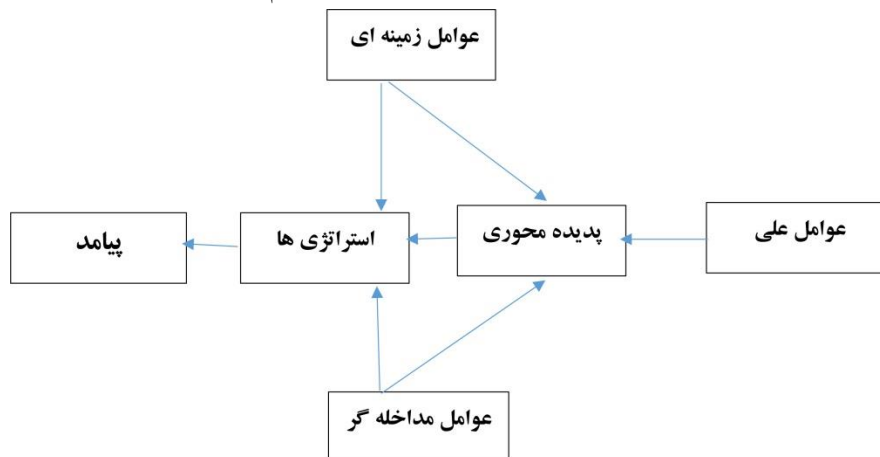 عوامل زمینه ای
عوامل علی
پدیده محوری
استراتژی ها
پیامد
عوامل مداخله گر